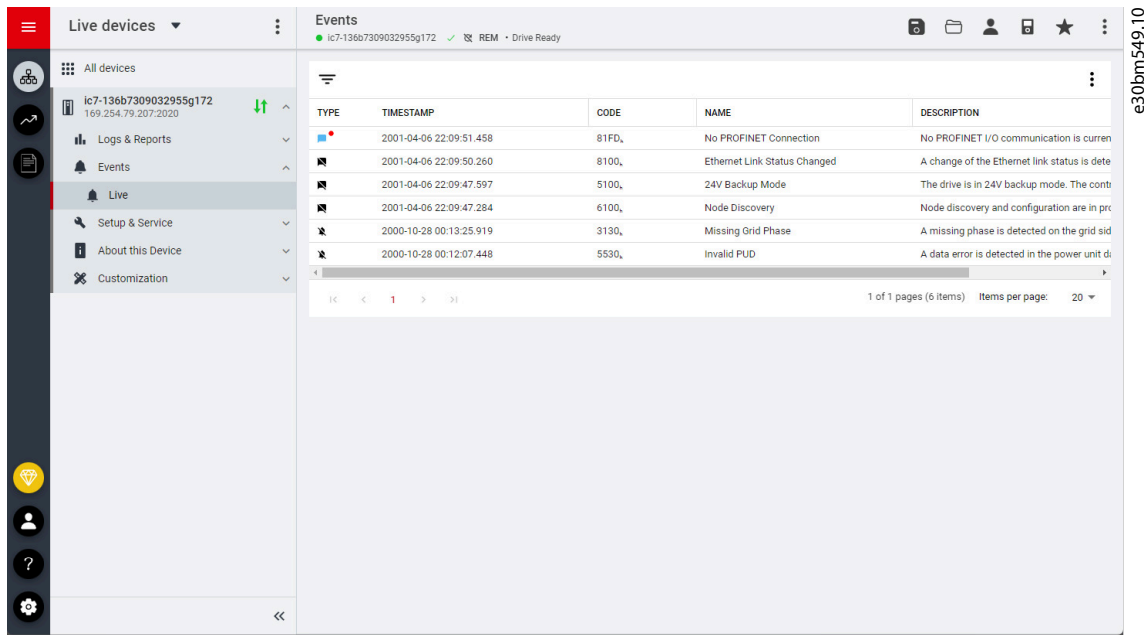 Live devices
All devices
ic7-136b7309032955g172
169.254.79.207:2020
Logs & Reports
Events
Live
Setup & Service
About this Device
Customization
Events
ic7-136b7309032955g172 REM • Drive Ready
TYPE TIMESTAMP CODE NAME DESCRIPTION
2001-04-06 22:09:51.458 81FD, No PROFINET Connection No PROFINET I/O communication is curren
2001-04-06 22:09:50.260 8100, Ethernet Link Status Changed A change of the Ethernet link status is dete
2001-04-06 22:09:47.597 5100, 24V Backup Mode The drive is in 24V backup mode. The contr
2001-04-06 22:09:47.284 6100, Node Discovery Node discovery and configuration are in pro
2000-10-28 00:13:25.919 3130, Missing Grid Phase A missing phase is detected on the grid sid
2000-10-28 00:12:07.448 5530, Invalid PUD A data error is detected in the power unit da
1 1 of 1 pages (6 items) Items per page: 20
e30bm549.10